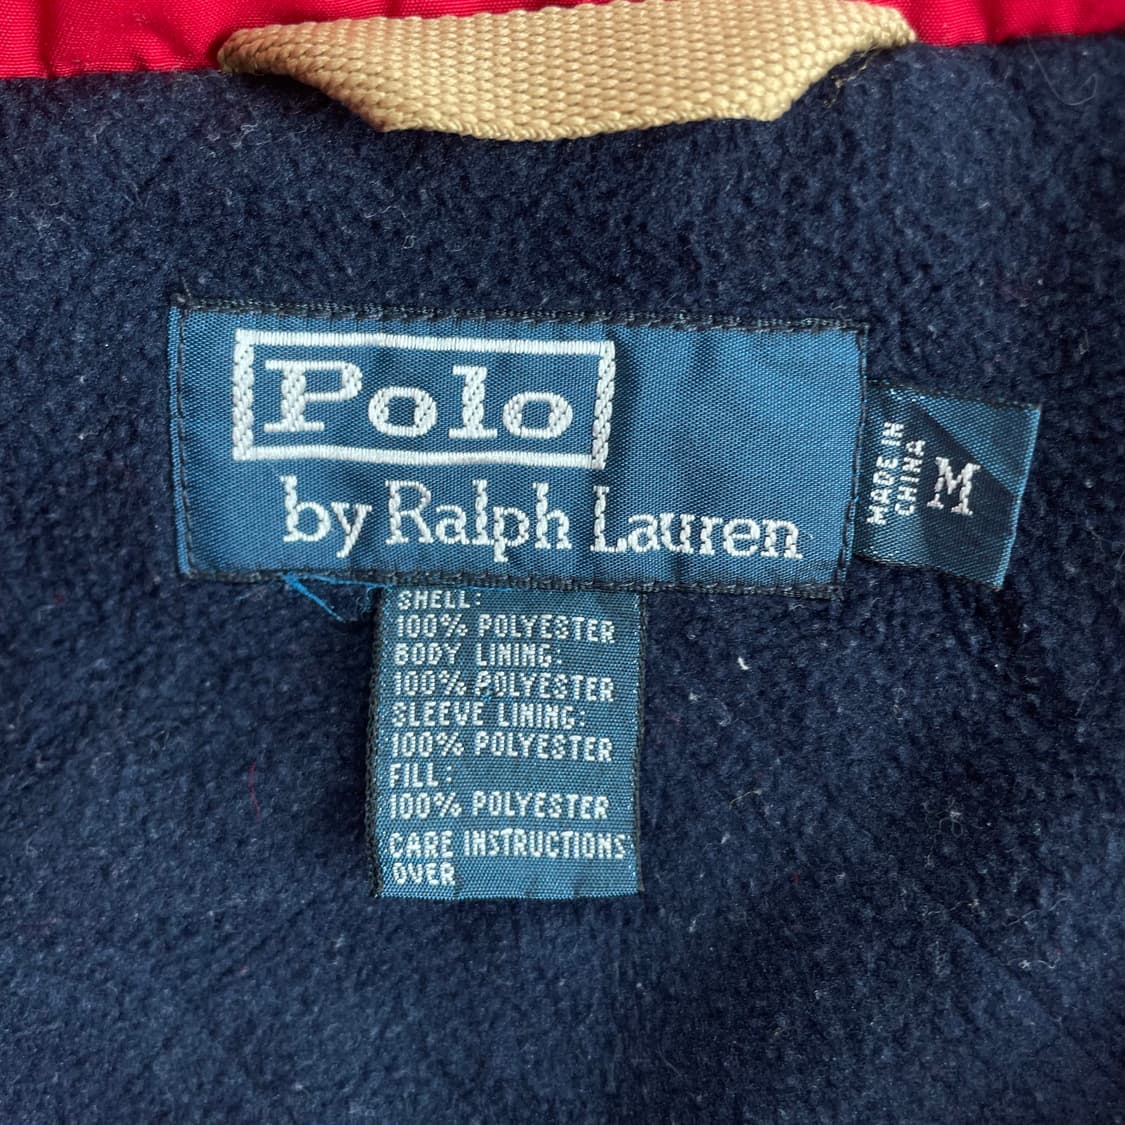 Polo
by Ralph Lauren
MADE IN
CHINA
M
SHELL:
100% POLYESTER
BODY LINING:
100% POLYESTER
SLEEVE LINING:
100% POLYESTER
FILL:
100% POLYESTER
CARE INSTRUCTIONS
OVER